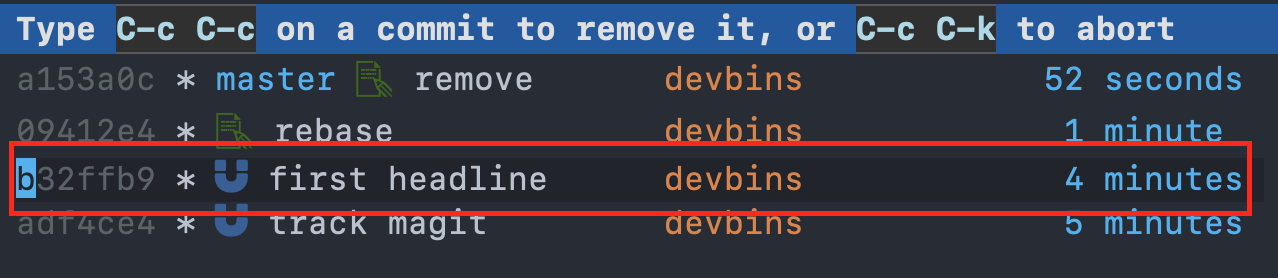 Type C-c C-c on a commit to remove it, or C-c C-k to abort
a153a0c * master remove devbins 52 seconds
09412e4 * rebase devbins 1 minute
b32ffb9 * first headline devbins 4 minutes
adf4ce4 * track magit devbins 5 minutes